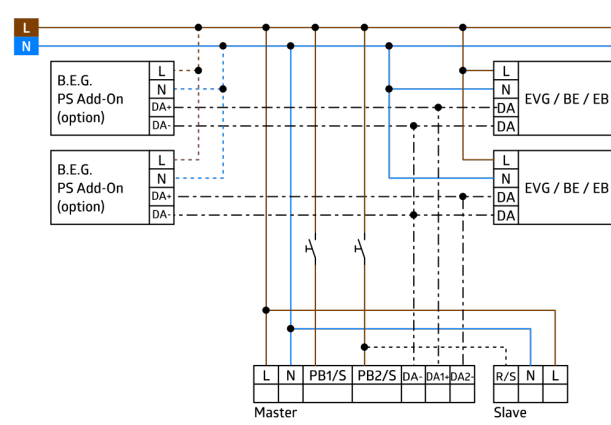 L
N
B.E.G.
PS Add-On
(option)
L
N
DA+
DA-
L
N
DA
DA
EVG / BE / EB
B.E.G.
PS Add-On
(option)
L
N
DA+
DA-
L
N
DA
DA
EVG / BE / EB
L N PB1/S PB2/S DA- DA1+ DA2- R/S N L
Master Slave